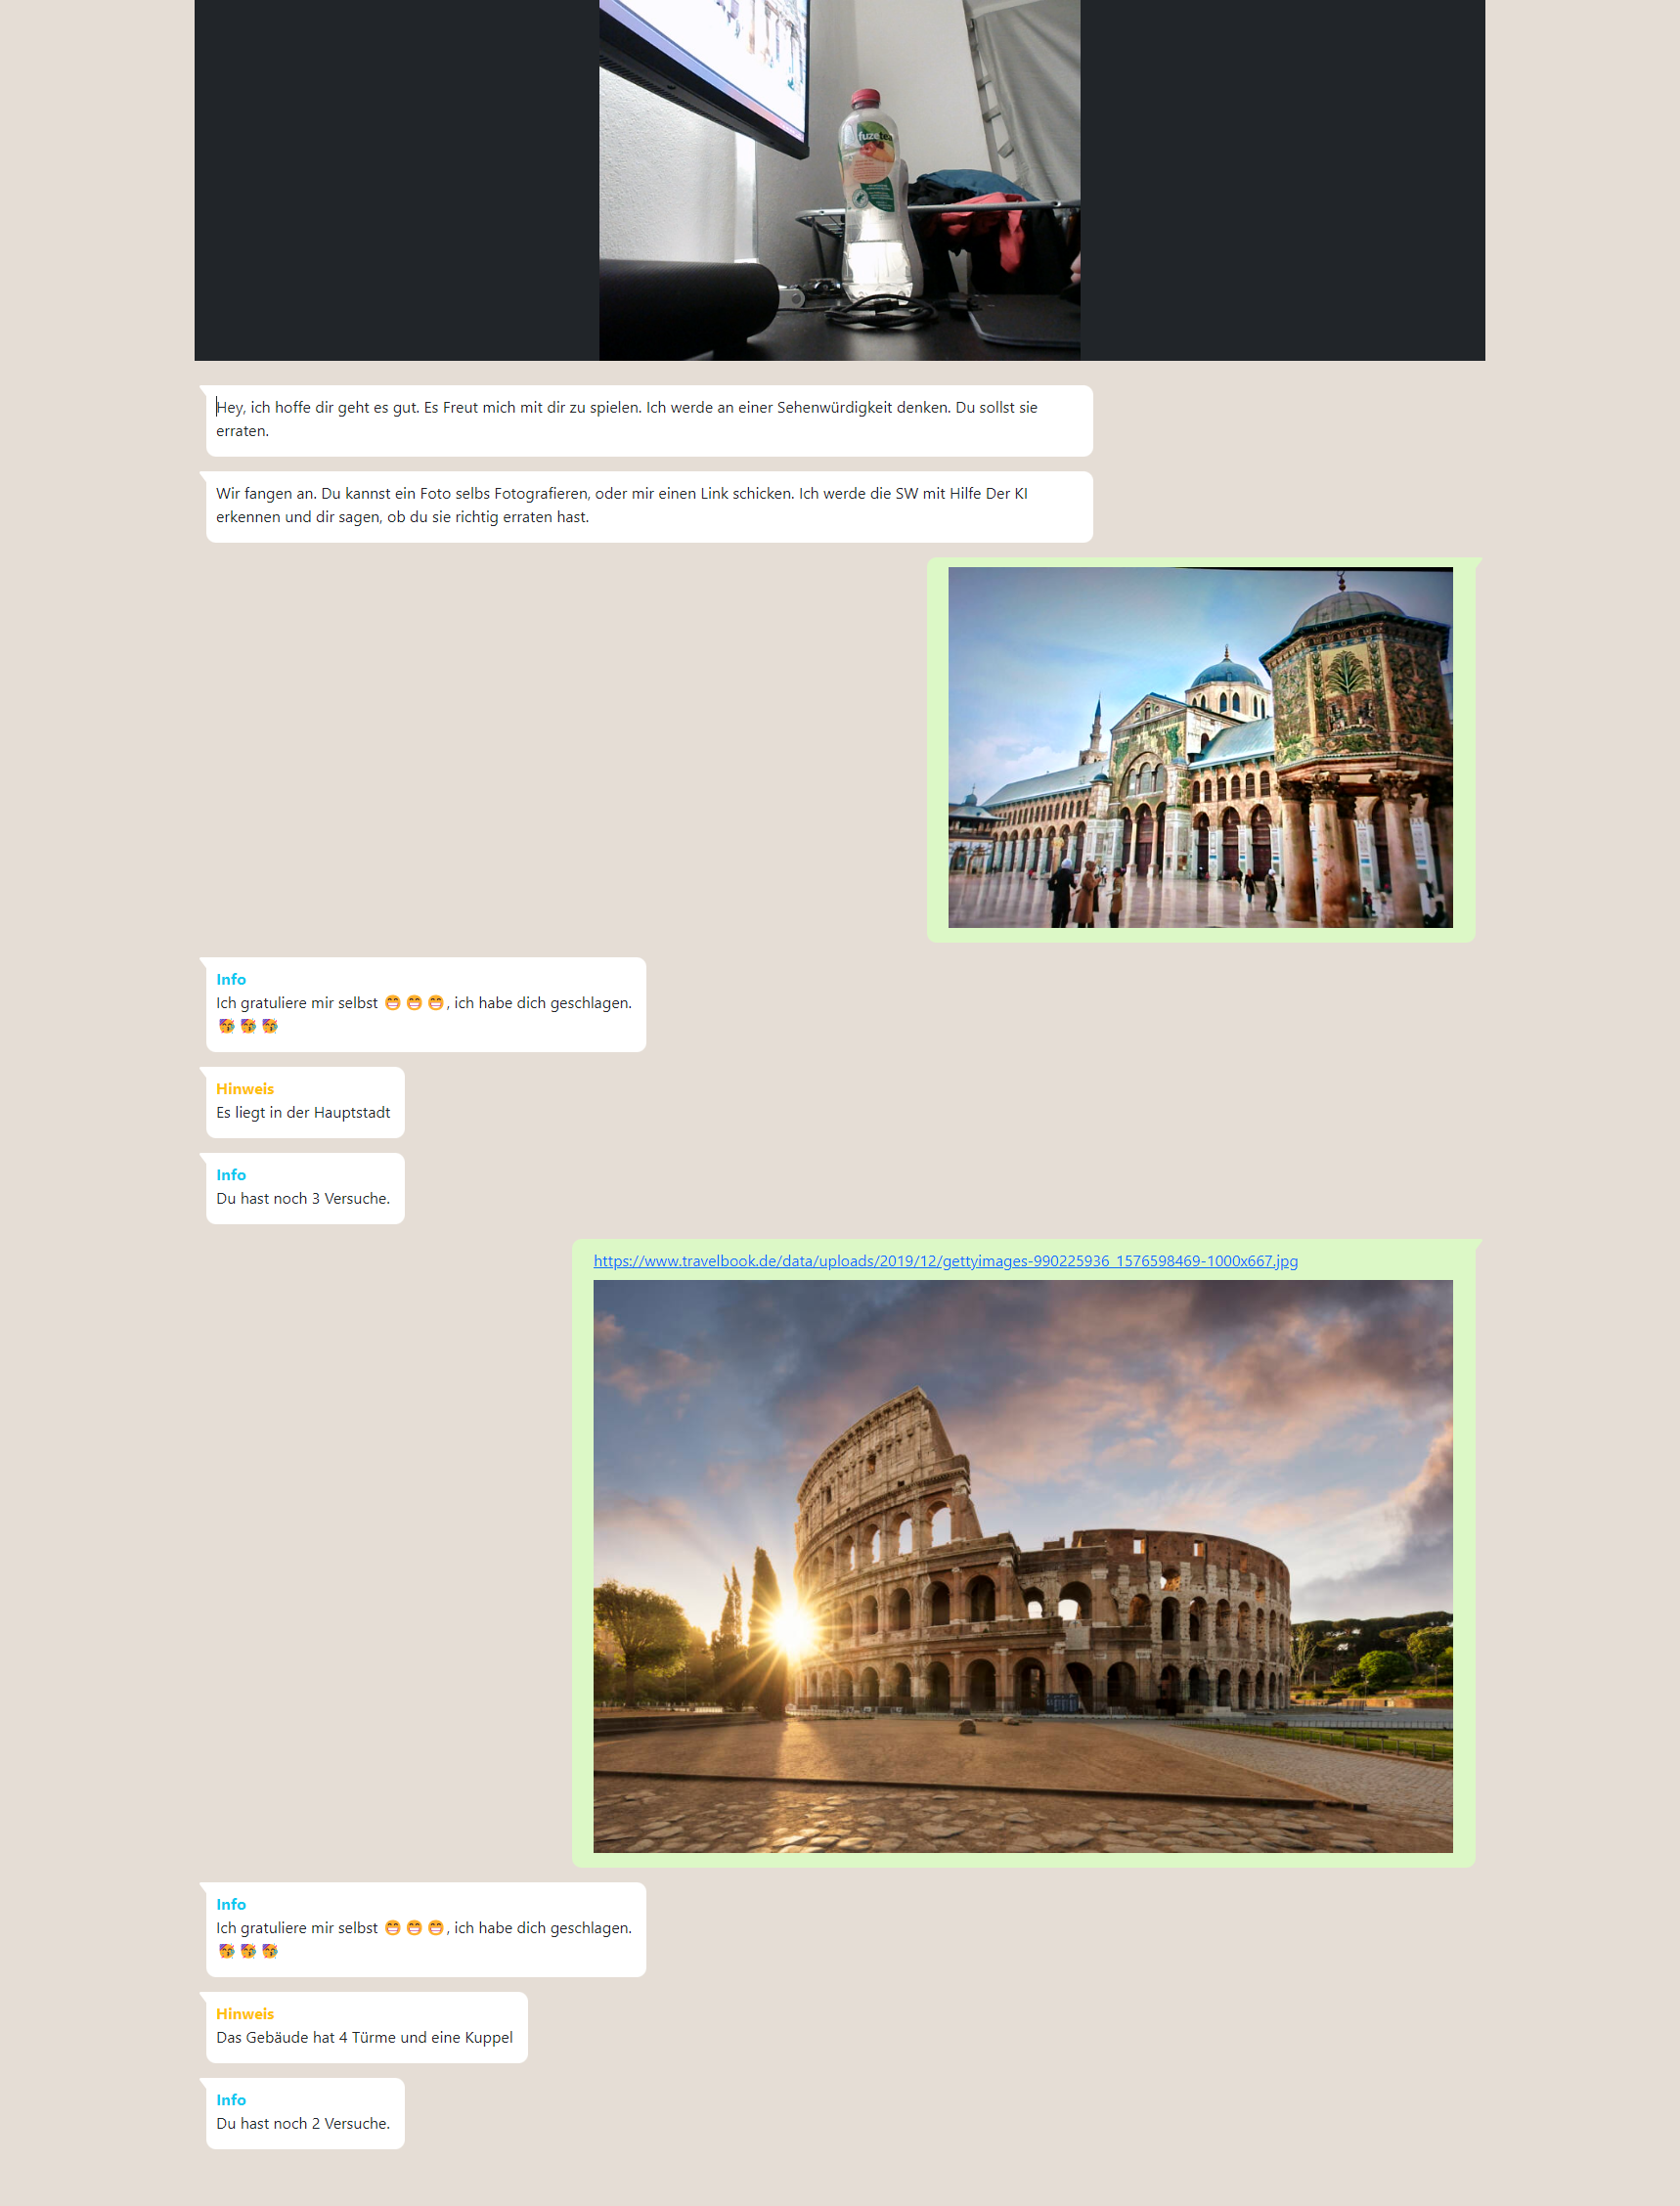 fuze tea
Hey, ich hoffe dir geht es gut. Es Freut mich mit dir zu spielen. Ich werde an einer Sehenwürdigkeit denken. Du sollst sie
erraten.
Wir fangen an. Du kannst ein Foto selbs Fotografieren, oder mir einen Link schicken. Ich werde die SW mit Hilfe Der KI
erkennen und dir sagen, ob du sie richtig erraten hast.
Info
Ich gratuliere mir selbst 😁 😁 😁, ich habe dich geschlagen.
🥳 🥳 🥳
Hinweis
Es liegt in der Hauptstadt
Info
Du hast noch 3 Versuche.
https://www.travelbook.de/data/uploads/2019/12/gettyimages-990225936_1576598469-1000x667.jpg
Info
Ich gratuliere mir selbst 😁 😁 😁, ich habe dich geschlagen.
🥳 🥳 🥳
Hinweis
Das Gebäude hat 4 Türme und eine Kuppel
Info
Du hast noch 2 Versuche.